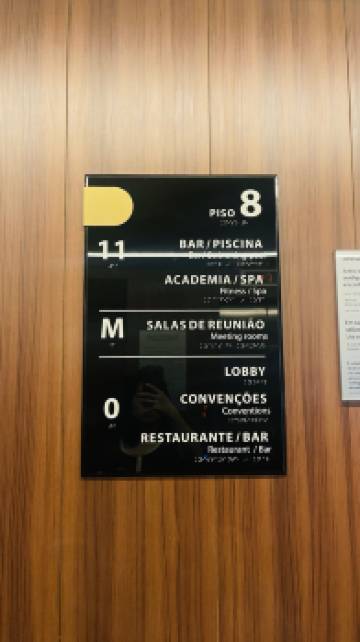 PISO 8
11
BAR / PISCINA
ACADEMIA / SPA
Fitness / Spa
M
SALAS DE REUNIÃO
Meeting rooms
LOBBY
0
CONVENÇÕES
Conventions
RESTAURANTE / BAR
Restaurant / Bar